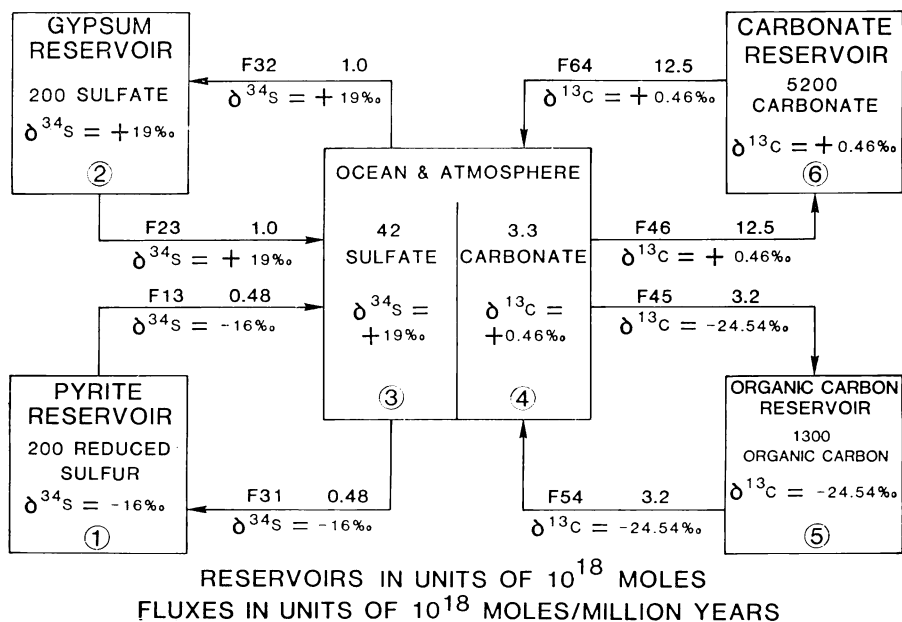 GYPSUM
RESERVOIR
200 SULFATE
δ³⁴S = +19‰
②
F32 1.0
δ³⁴S = + 19‰
F23 1.0
δ³⁴S = + 19‰
F13 0.48
δ³⁴S = -16‰
PYRITE
RESERVOIR
200 REDUCED
SULFUR
δ³⁴S = -16‰
①
F31 0.48
δ³⁴S = -16‰
OCEAN & ATMOSPHERE
42
SULFATE
δ³⁴S =
+19‰
③
3.3
CARBONATE
δ¹³C =
+0.46‰
④
F64 12.5
δ¹³C = + 0.46‰
CARBONATE
RESERVOIR
5200
CARBONATE
δ¹³C = + 0.46‰
⑥
F46 12.5
δ¹³C = + 0.46‰
F45 3.2
δ¹³C = -24.54‰
ORGANIC CARBON
RESERVOIR
1300
ORGANIC CARBON
δ¹³C = -24.54‰
⑤
F54 3.2
δ¹³C = -24.54‰
RESERVOIRS IN UNITS OF 10¹⁸ MOLES
FLUXES IN UNITS OF 10¹⁸ MOLES/MILLION YEARS